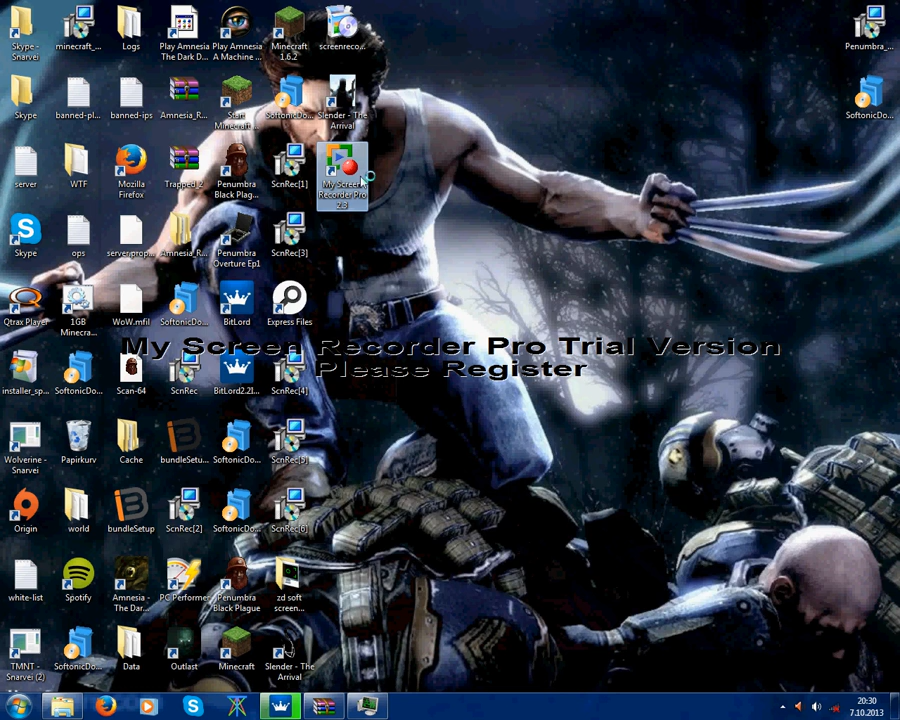 Skype - Snarvei
minecraft_...
Logs
Play Amnesia The Dark D...
Play Amnesia A Machine ...
Minecraft 1.6.2
screenreco...
Penumbra_...
Skype
banned-pl...
banned-ips
Amnesia_R...
Start Minecraft...
SoftonicDo...
Slender - The Arrival
SoftonicDo...
server
WTF
Mozilla Firefox
Trapped_2
Penumbra Black Plag...
ScnRec[1]
My Screen Recorder Pro 2.3
Skype
ops
server.prop...
Amnesia_R...
Penumbra Overture Ep1
ScnRec[3]
Qtrax Player
1GB Minecra...
WoW.mfil
SoftonicDo...
BitLord
Express Files
My Screen Recorder Pro Trial Version
Please Register
installer_sp...
SoftonicDo...
Scan-64
ScnRec
BitLord2.2I...
ScnRec[4]
Wolverine - Snarvei
Papirkurv
Cache
bundleSetu...
SoftonicDo...
ScnRec[5]
Origin
world
bundleSetup
ScnRec[2]
SoftonicDo...
ScnRec[6]
white-list
Spotify
Amnesia - The Dar...
PC Performer
Penumbra Black Plague
zd soft screen...
TMNT - Snarvei (2)
SoftonicDo...
Data
Outlast
Minecraft
Slender - The Arrival
20:30
7.10.2013